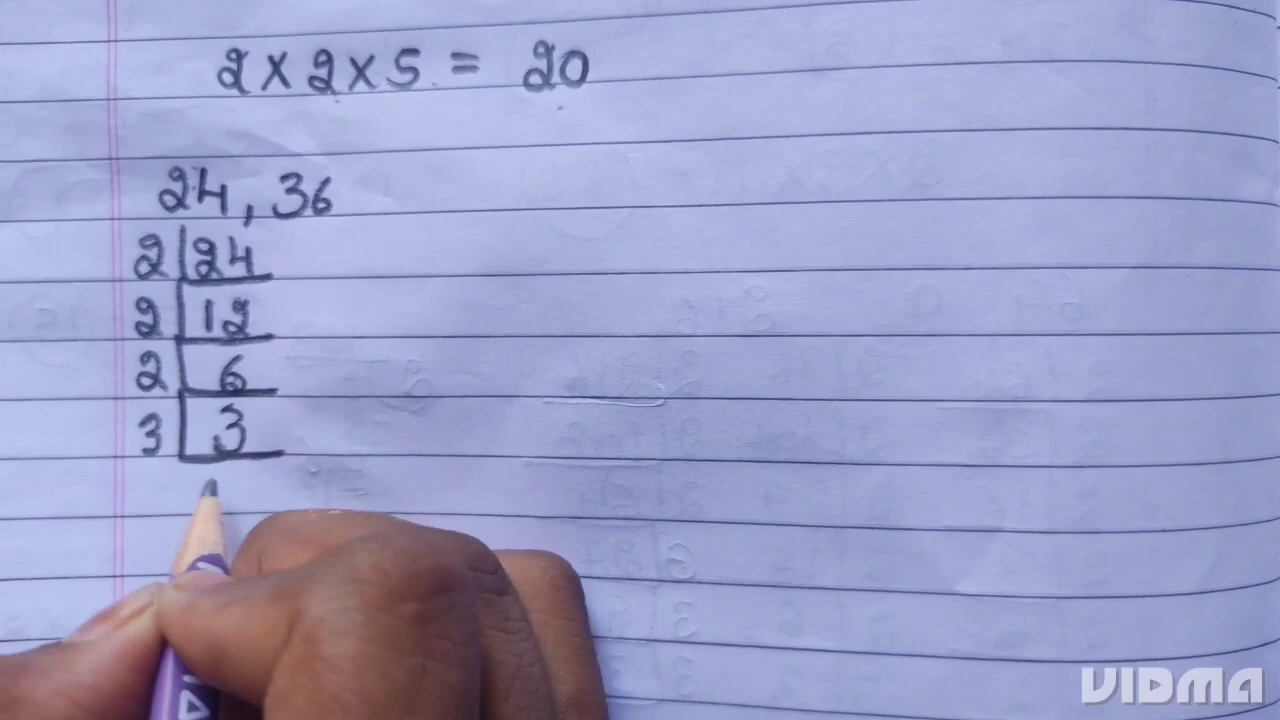 2 × 2 × 5 = 20
24, 36
2 | 24
2 | 12
2 | 6
3 | 3
VIDMA